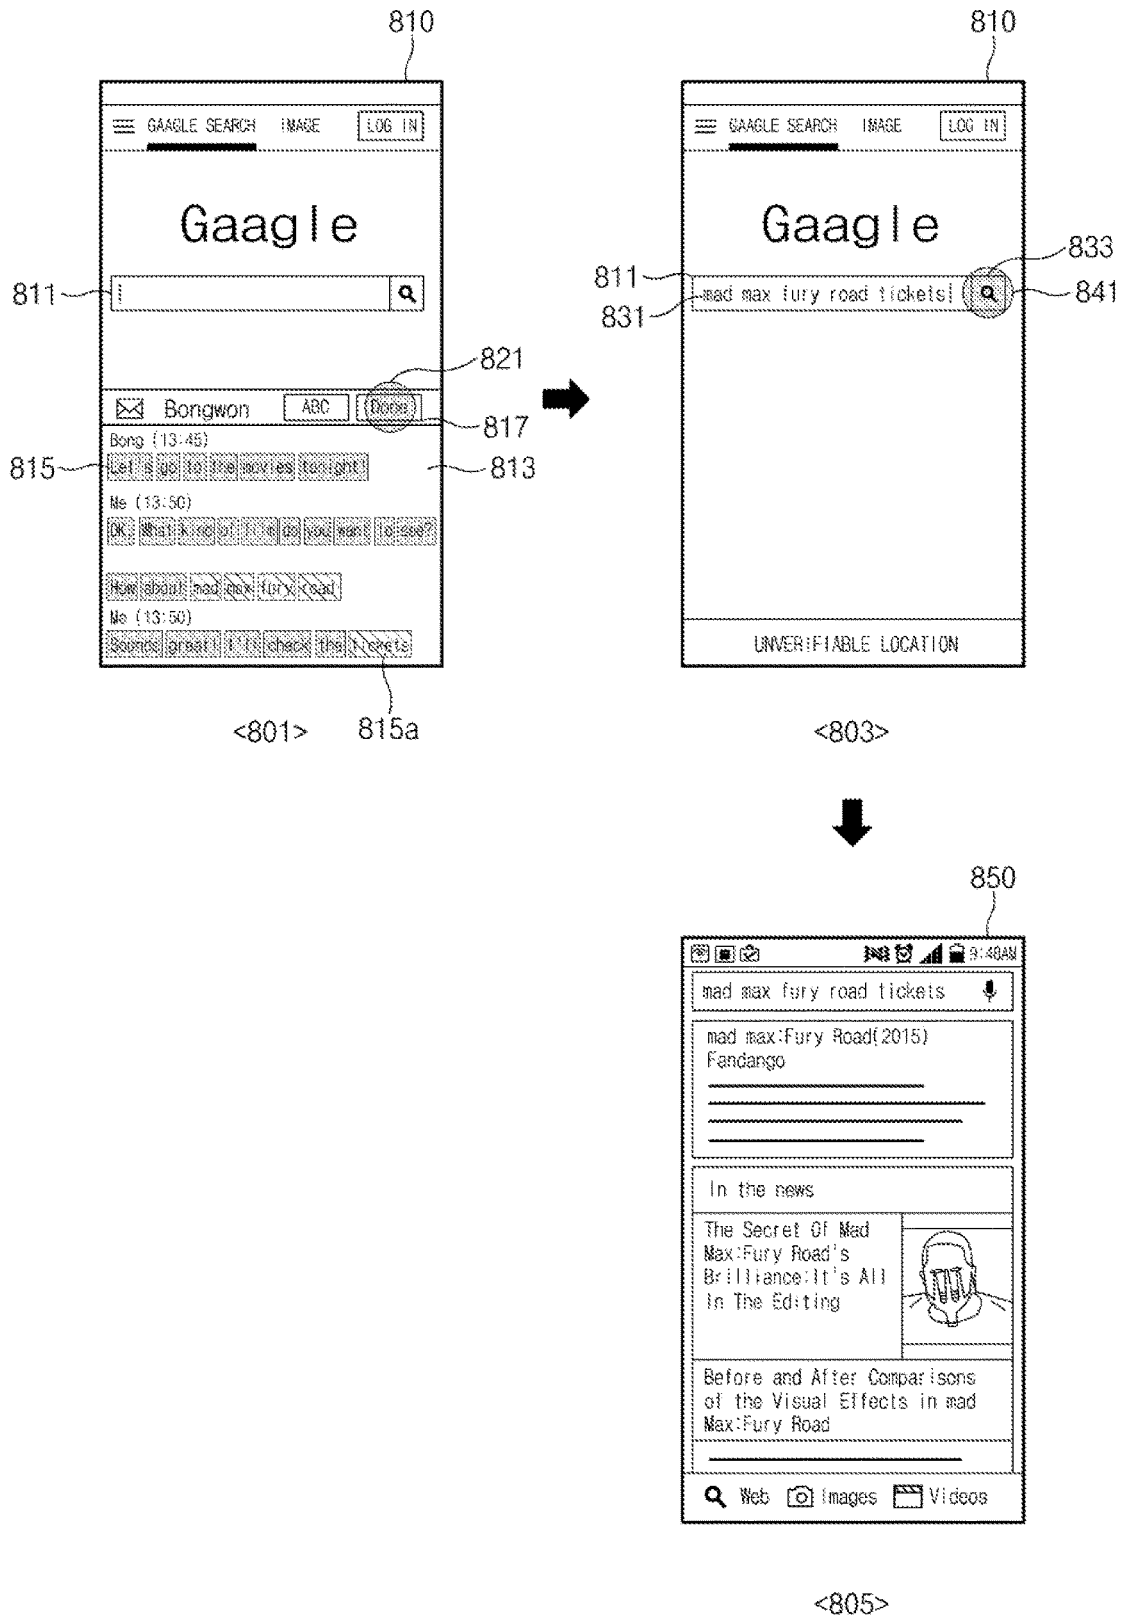 810
GAAGLE SEARCH IMAGE LOG IN
Gaagle
811
821
Bongwon ABC Done
817
Bong (13:45)
815
Let's go to the movies tonight!
813
Me (13:50)
OK, What kind of film do you want to see?
How about mad max fury road
Me (13:50)
Sounds great! I'll check the tickets
<801>
815a
810
GAAGLE SEARCH IMAGE LOG IN
Gaagle
833
811
mad max fury road tickets
841
831
UNVERIFIABLE LOCATION
<803>
850
9:48AM
mad max fury road tickets
mad max:Fury Road(2015)
Fandango
In the news
The Secret Of Mad
Max:Fury Road's
Brilliance:It's All
In The Editing
Before and After Comparisons
of the Visual Effects in mad
Max:Fury Road
Web Images Videos
<805>